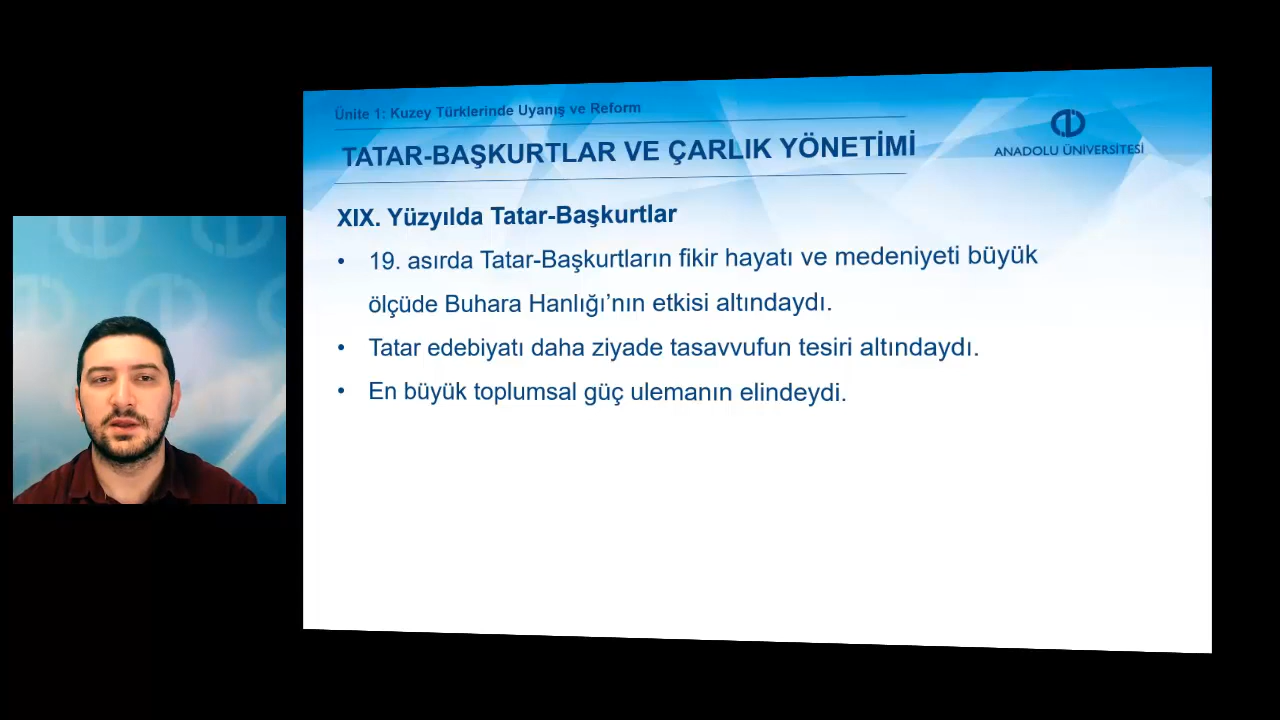 Ünite 1: Kuzey Türklerinde Uyanış ve Reform
TATAR-BAŞKURTLAR VE ÇARLIK YÖNETİMİ
ANADOLU ÜNİVERSİTESİ
XIX. Yüzyılda Tatar-Başkurtlar
• 19. asırda Tatar-Başkurtların fikir hayatı ve medeniyeti büyük
ölçüde Buhara Hanlığı’nın etkisi altındaydı.
• Tatar edebiyatı daha ziyade tasavvufun tesiri altındaydı.
• En büyük toplumsal güç ulemanın elindeydi.